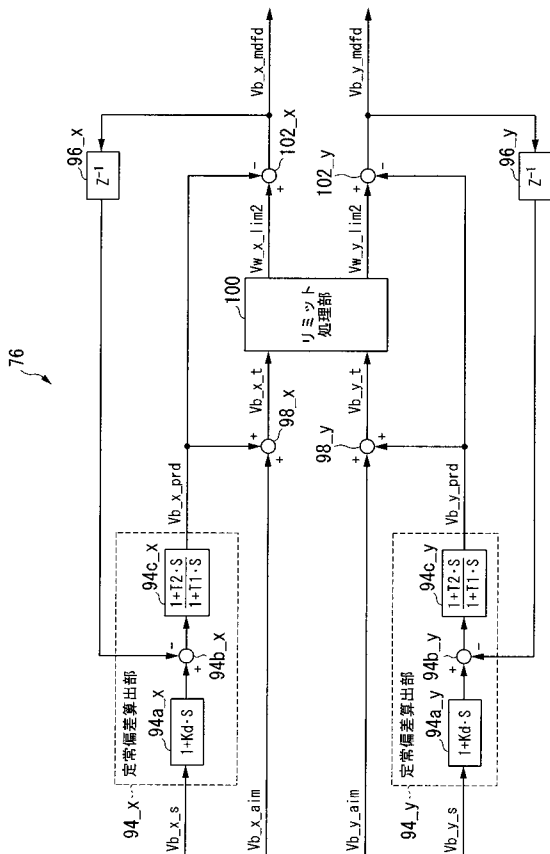 76
Vb_x_mdfd
96_x
Z⁻¹
102_x
Vw_x_lim2
100
リミット
処理部
Vb_x_t
98_x
Vb_x_prd
94c_x
1+T2・S
1+T1・S
94b_x
94a_x
1+Kd・S
定常偏差算出部
94_x
Vb_x_s
Vb_x_aim
Vb_y_mdfd
96_y
Z⁻¹
102_y
Vw_y_lim2
Vb_y_t
98_y
Vb_y_prd
94c_y
1+T2・S
1+T1・S
94b_y
94a_y
1+Kd・S
定常偏差算出部
94_y
Vb_y_aim
Vb_y_s
+
+
+
-
+
-
+
+
+
-
+
-